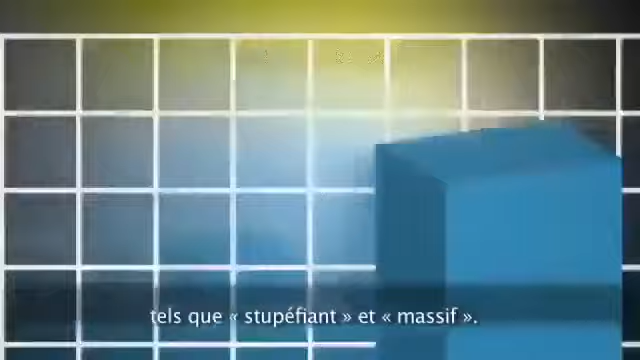 tels que « stupéfiant » et « massif ».